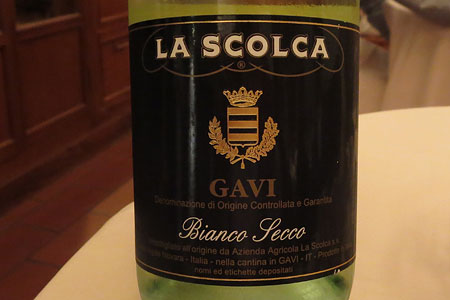 LA SCOLCA
®
GAVI
Denominazione di Origine Controllata e Garantita
Bianco Secco
all'origine da Azienda Agricola La Scolca s.s.
Novara - Italia - nella cantina in GAVI - IT -
nomi ed etichette depositati